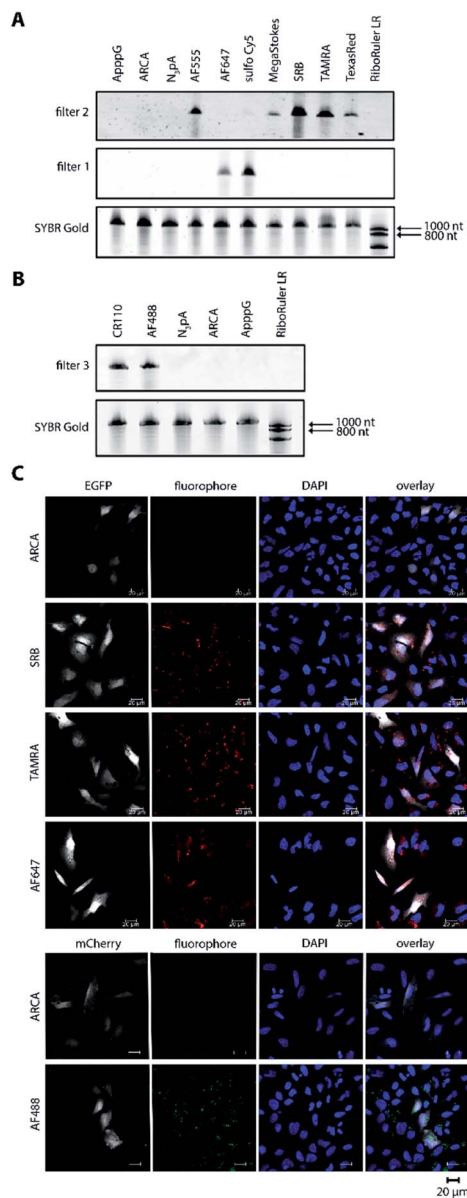 A
ApppG ARCA N3pA AF555 AF647 sulfo Cy5 MegaStokes SRB TAMRA TexasRed RiboRuler LR
filter 2
filter 1
SYBR Gold
1000 nt
800 nt
B
CR110 AF488 N3pA ARCA ApppG RiboRuler LR
filter 3
SYBR Gold
1000 nt
800 nt
C
EGFP fluorophore DAPI overlay
ARCA
20 µm 20 µm 20 µm 20 µm
SRB
20 µm 20 µm 20 µm 20 µm
TAMRA
20 µm 20 µm 20 µm 20 µm
AF647
20 µm 20 µm 20 µm 20 µm
mCherry fluorophore DAPI overlay
ARCA
AF488
20 µm